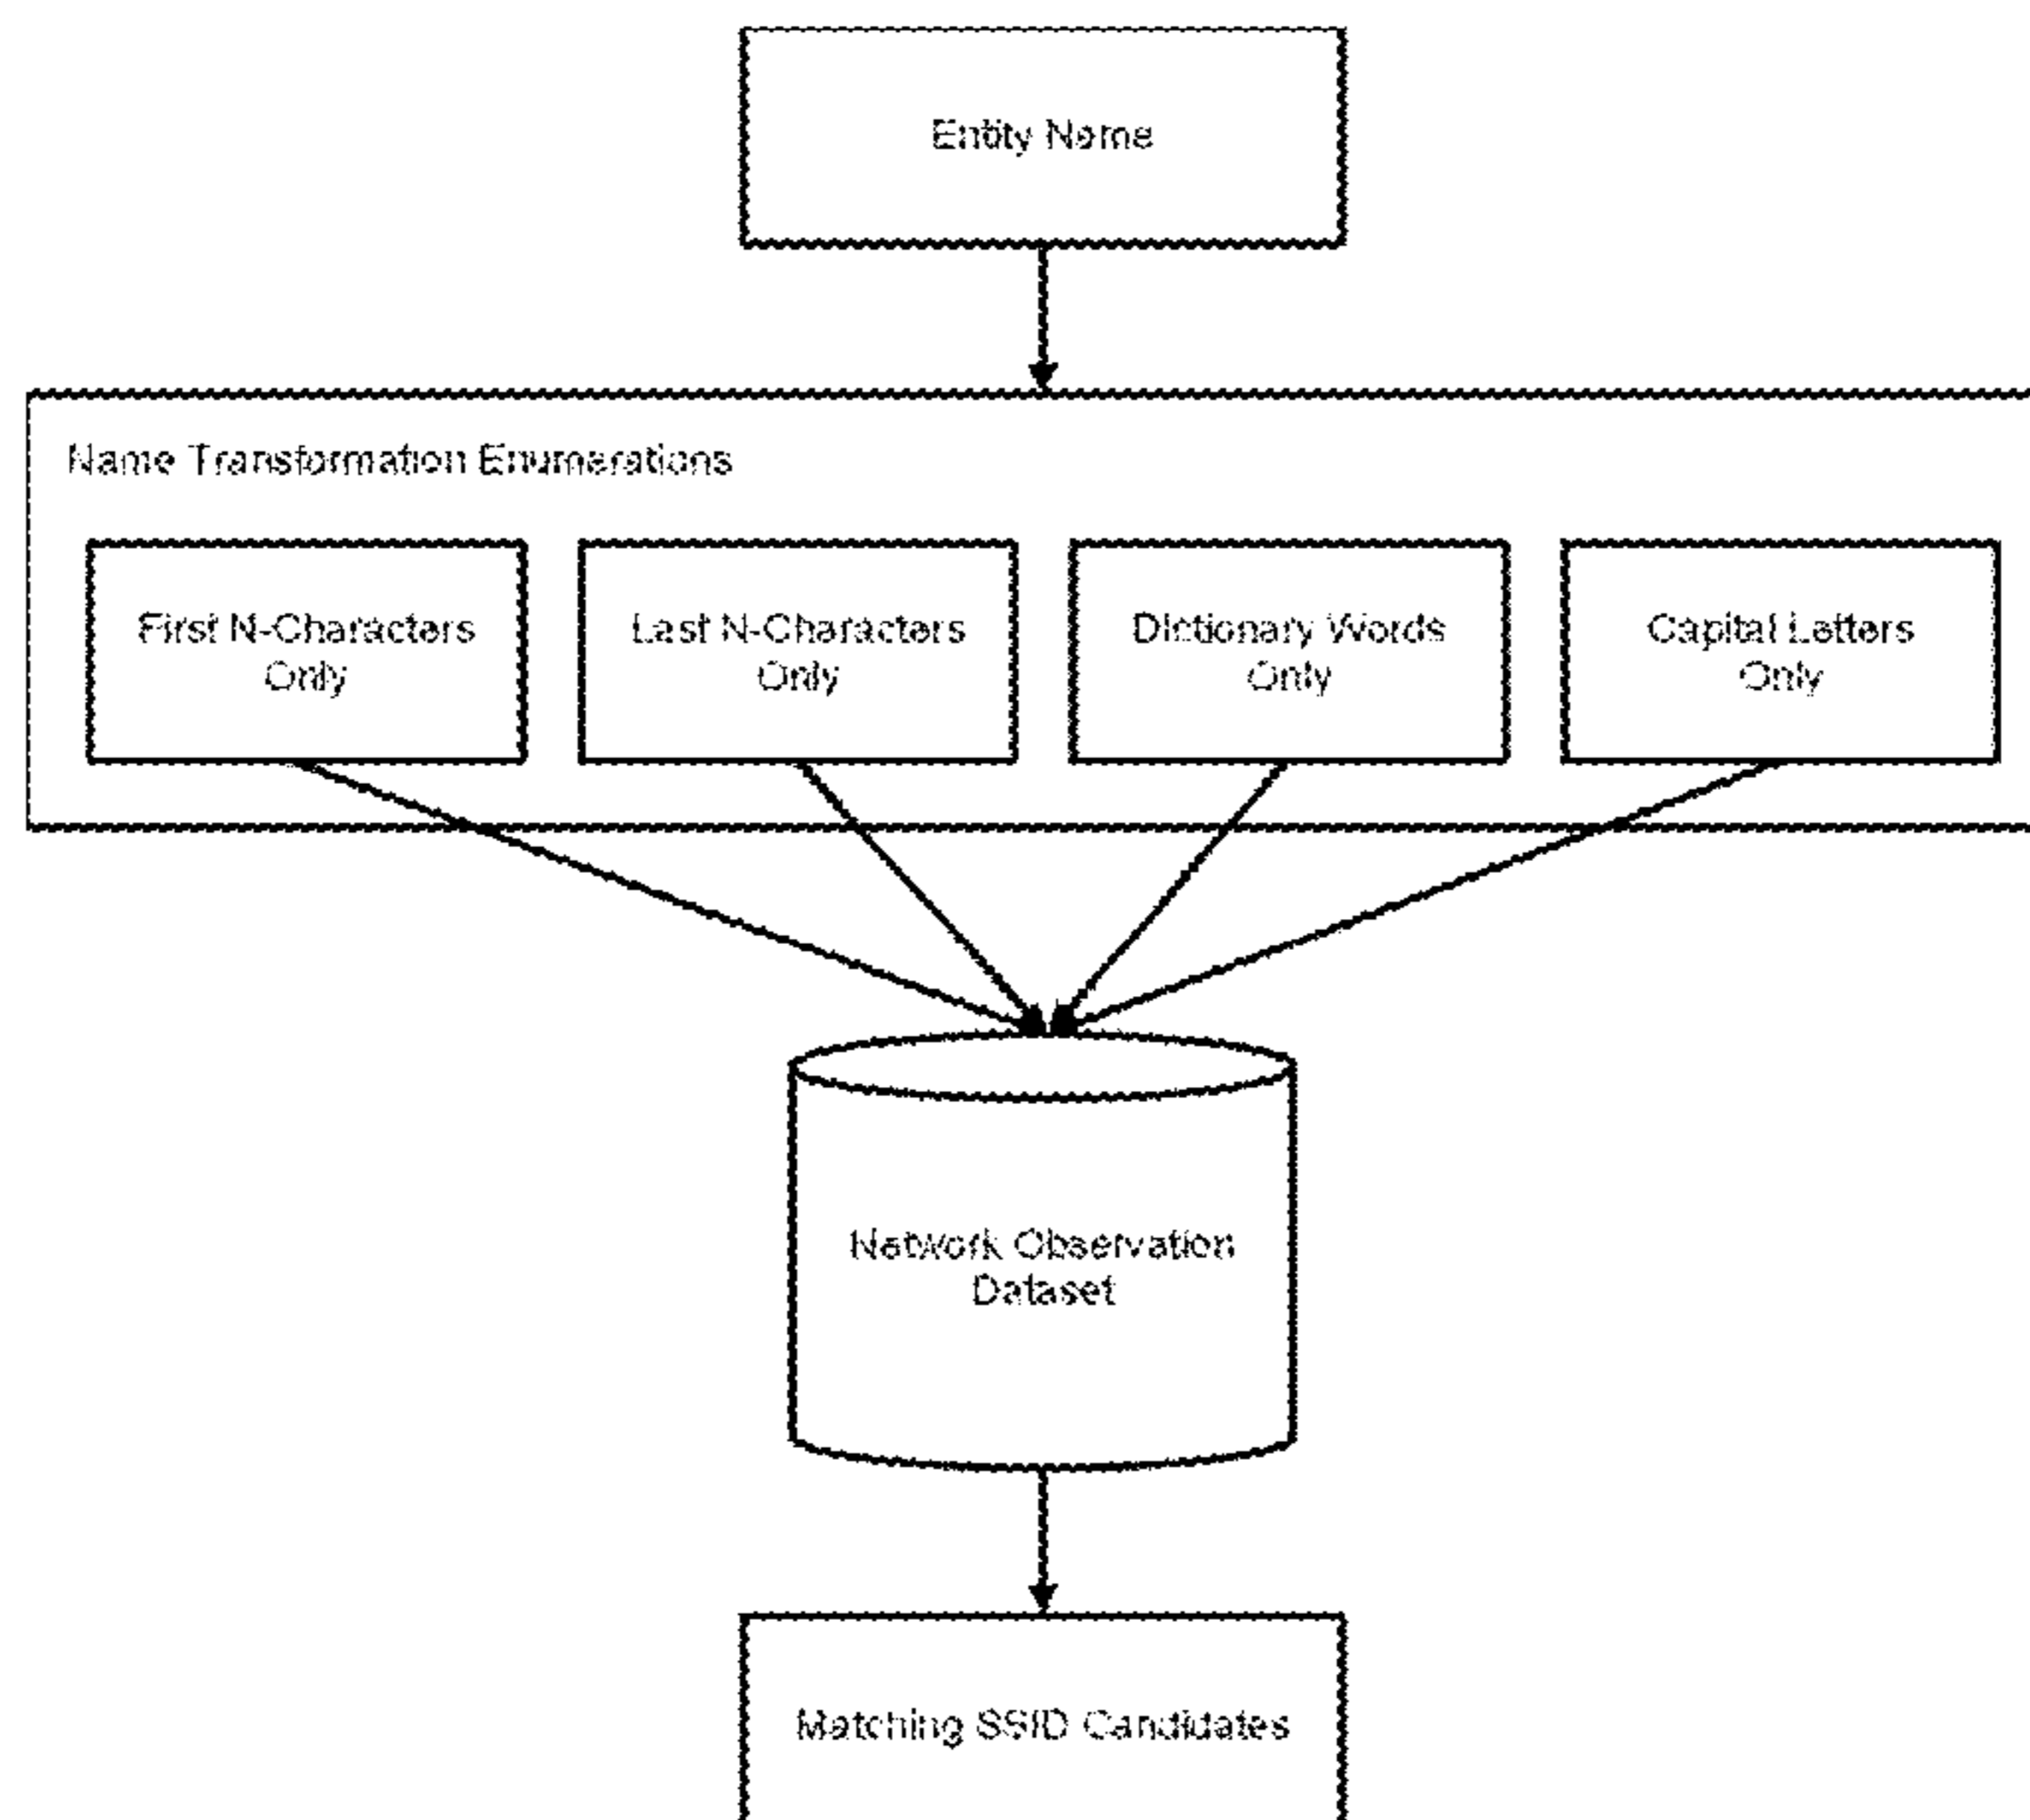 Entity Name
Name Transformation Enumerations
First N-Characters
Only
Last N-Characters
Only
Dictionary Words
Only
Capital Letters
Only
Network Observation
Dataset
Matching SSID Candidates